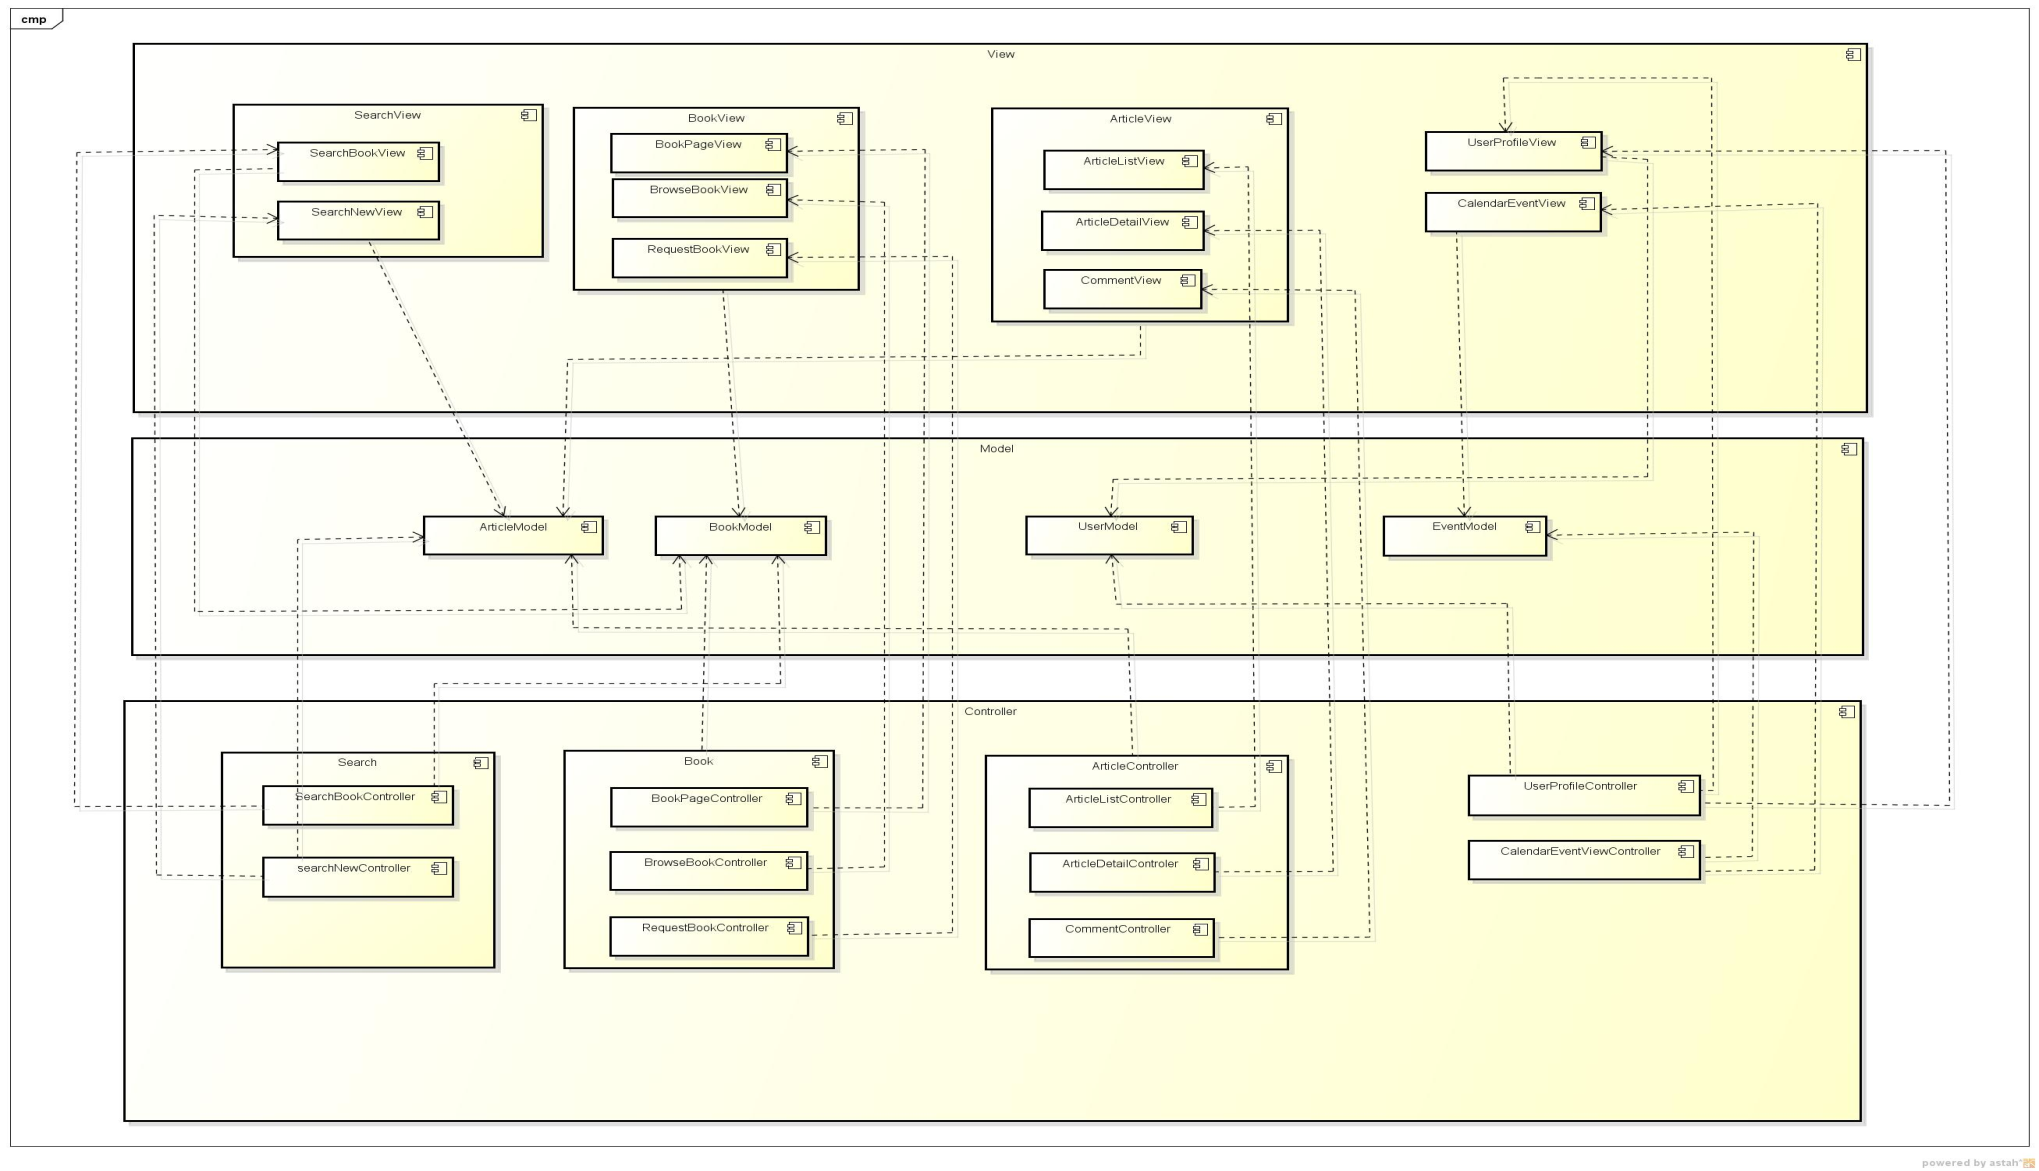 cmp
View
SearchView
SearchBookView
SearchNewView
BookView
BookPageView
BrowseBookView
RequestBookView
ArticleView
ArticleListView
ArticleDetailView
CommentView
UserProfileView
CalendarEventView
Model
ArticleModel
BookModel
UserModel
EventModel
Controller
Search
SearchBookController
searchNewController
Book
BookPageController
BrowseBookController
RequestBookController
ArticleController
ArticleListController
ArticleDetailControler
CommentController
UserProfileController
CalendarEventViewController
powered by astah*